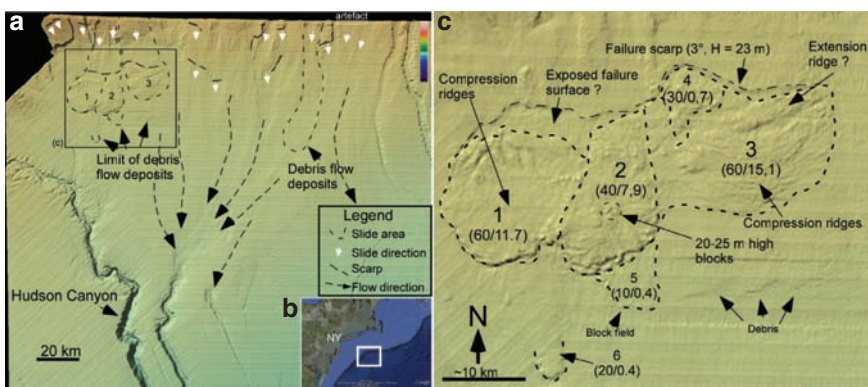 a
artefact
1
2
3
(c)
Limit of debris
flow deposits
Debris flow
deposits
Legend
Slide area
Slide direction
Scarp
Flow direction
Hudson Canyon
20 km
b
NY
c
Failure scarp (3°, H = 23 m)
Extension
ridge ?
Compression
ridges
Exposed failure
surface ?
4
(30/0,7)
3
(60/15,1)
2
(40/7,9)
1
(60/11.7)
Compression ridges
20-25 m high
blocks
5
(10/0,4)
N
Block field
Debris
6
(20/0.4)
~10 km